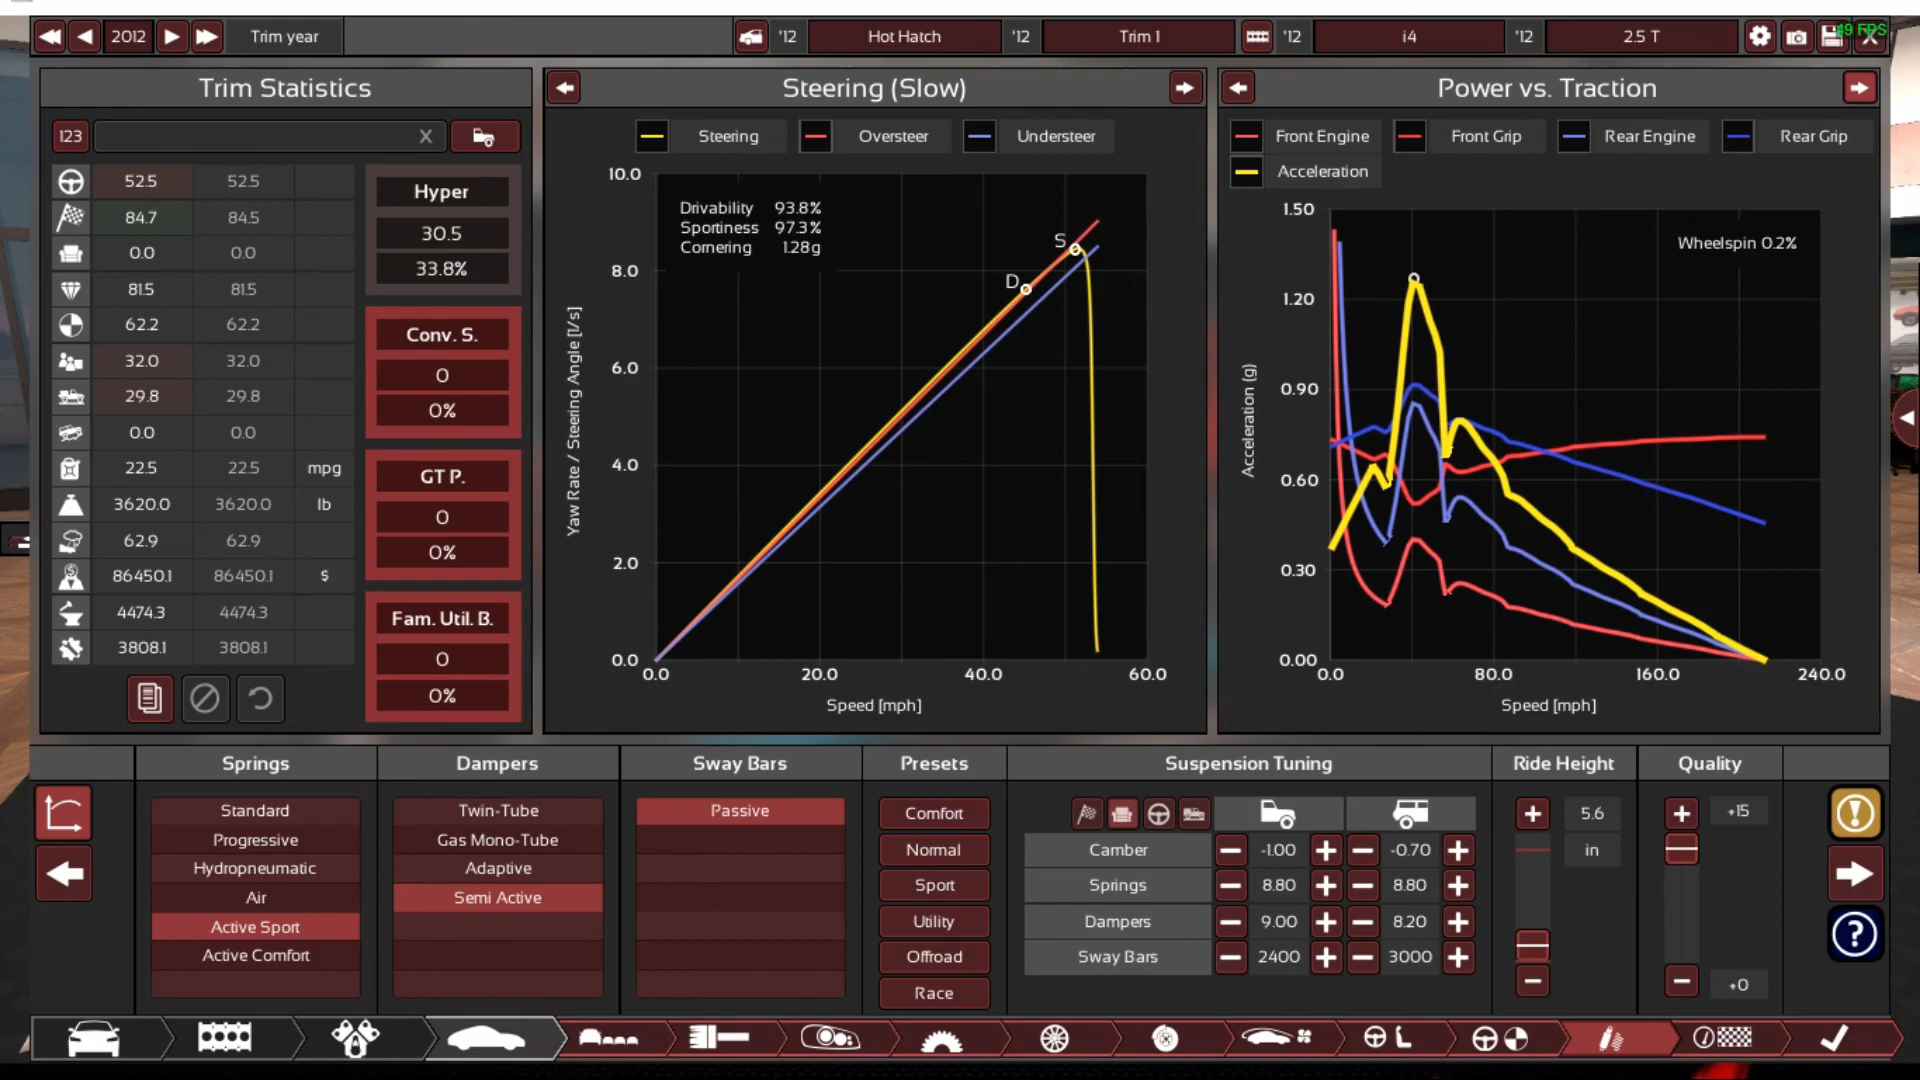 2012
Trim year
'12
Hot Hatch
'12
Trim 1
'12
i4
'12
2.5 T
49 FPS
Trim Statistics
123
X
52.5 52.5
84.7 84.5
0.0 0.0
81.5 81.5
62.2 62.2
32.0 32.0
29.8 29.8
0.0 0.0
22.5 22.5 mpg
3620.0 3620.0 lb
62.9 62.9
86450.1 86450.1 $
4474.3 4474.3
3808.1 3808.1
Hyper
30.5
33.8%
Conv. S.
0
0%
GT P.
0
0%
Fam. Util. B.
0
0%
Steering (Slow)
Steering Oversteer Understeer
Drivability 93.8%
Sportiness 97.3%
Cornering 1.28g
S
D
10.0
8.0
6.0
4.0
2.0
0.0
0.0 20.0 40.0 60.0
Yaw Rate / Steering Angle [1/s]
Speed [mph]
Power vs. Traction
Front Engine Front Grip Rear Engine Rear Grip
Acceleration
Wheelspin 0.2%
1.50
1.20
0.90
0.60
0.30
0.00
0.0 80.0 160.0 240.0
Acceleration (g)
Speed [mph]
Springs
Standard
Progressive
Hydropneumatic
Air
Active Sport
Active Comfort
Dampers
Twin-Tube
Gas Mono-Tube
Adaptive
Semi Active
Sway Bars
Passive
Presets
Comfort
Normal
Sport
Utility
Offroad
Race
Suspension Tuning
Camber -1.00 -0.70
Springs 8.80 8.80
Dampers 9.00 8.20
Sway Bars 2400 3000
Ride Height
5.6
in
Quality
+15
+0
!
?